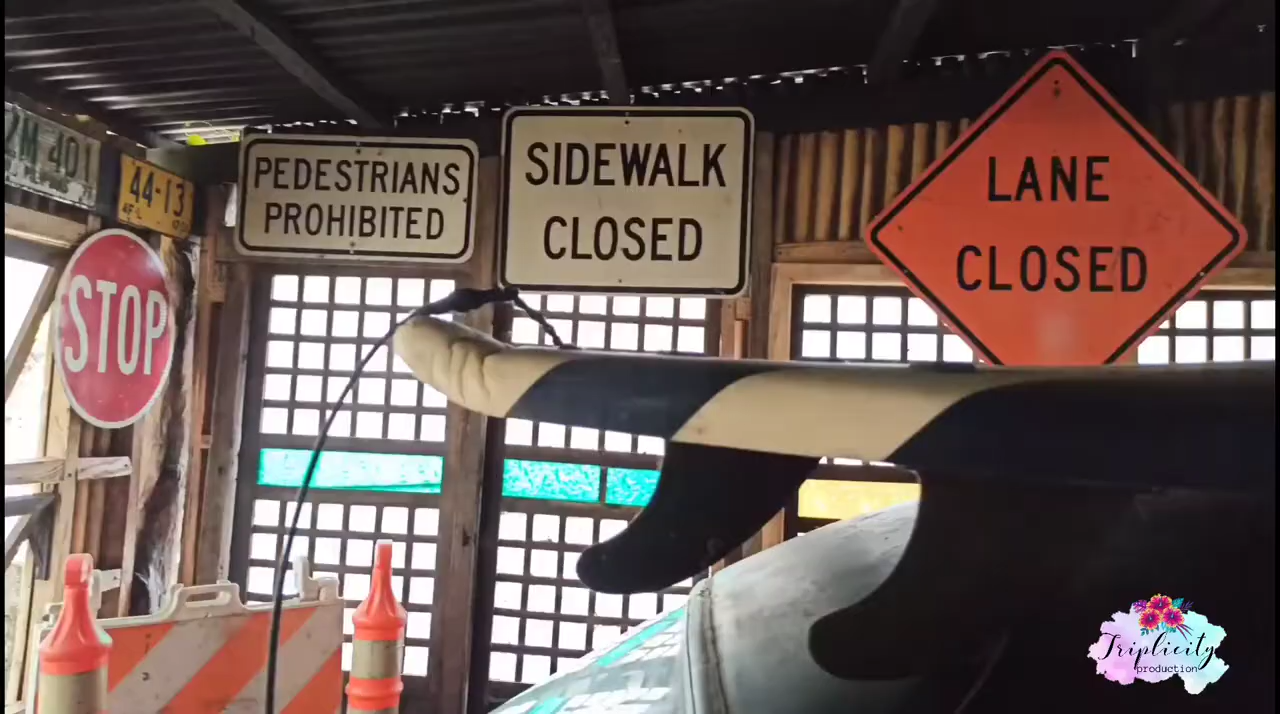 2M 401
44-13
STOP
PEDESTRIANS
PROHIBITED
SIDEWALK
CLOSED
LANE
CLOSED
Triplicity
production